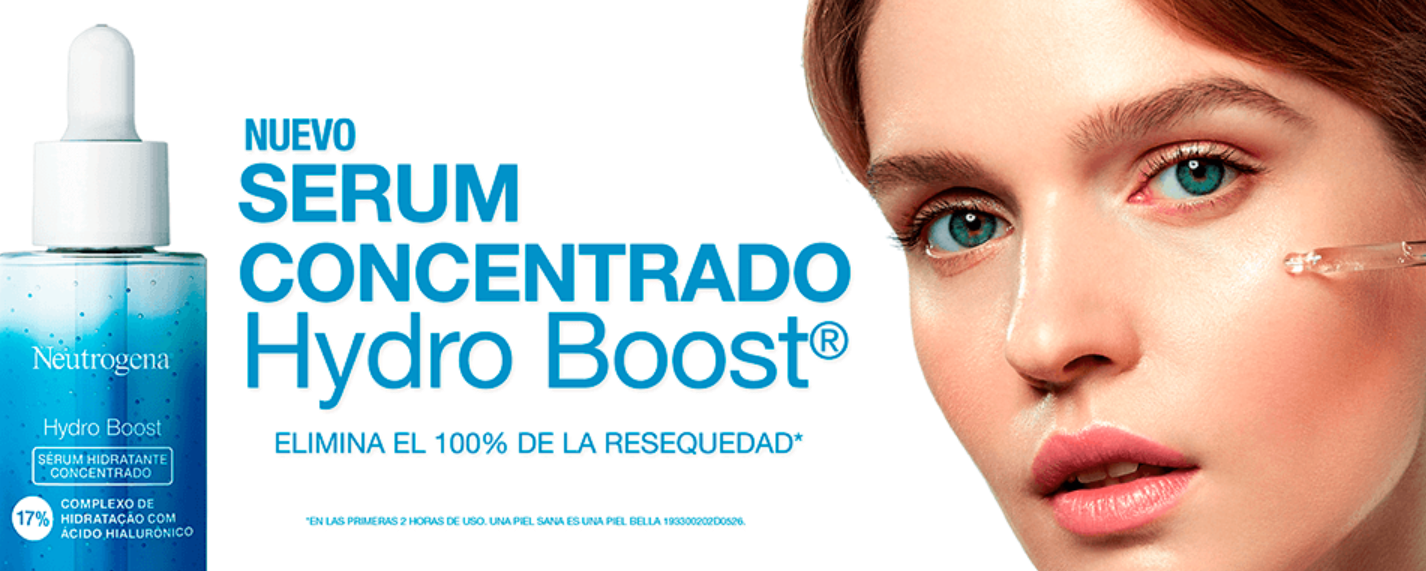 NUEVO
SERUM
CONCENTRADO
Hydro Boost®
ELIMINA EL 100% DE LA RESEQUEDAD*
*EN LAS PRIMERAS 2 HORAS DE USO. UNA PIEL SANA ES UNA PIEL BELLA 193300202D0526.
Neutrogena
Hydro Boost
SÉRUM HIDRATANTE
CONCENTRADO
17%
COMPLEXO DE
HIDRATAÇÃO COM
ÁCIDO HIALURÔNICO